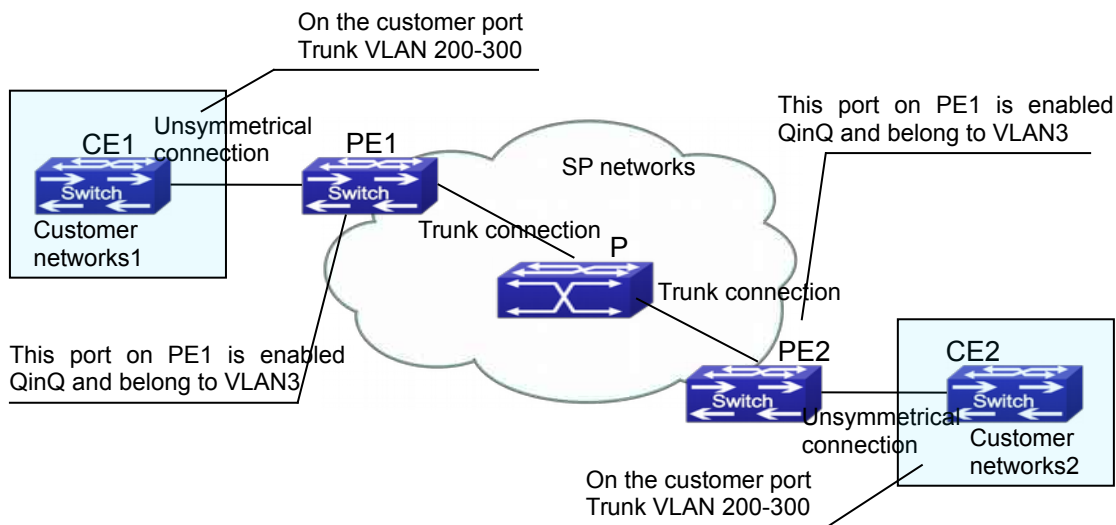 On the customer port
Trunk VLAN 200-300
This port on PE1 is enabled
QinQ and belong to VLAN3
CE1
Unsymmetrical
connection
PE1
SP networks
Switch
Switch
Customer
networks1
Trunk connection
P
Trunk connection
This port on PE1 is enabled
QinQ and belong to VLAN3
PE2
CE2
Switch
Switch
Unsymmetrical
connection
Customer
networks2
On the customer port
Trunk VLAN 200-300